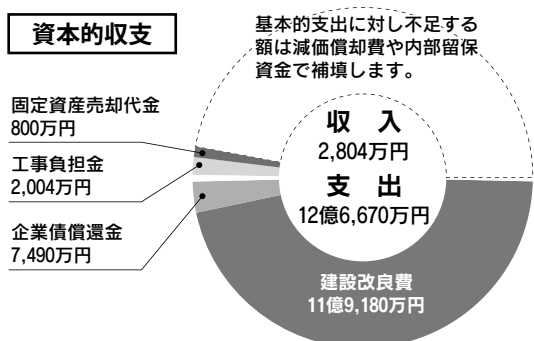 資本的収支
基本的支出に対し不足する
額は減価償却費や内部留保
資金で補填します。
固定資産売却代金
800万円
工事負担金
2,004万円
企業債償還金
7,490万円
収 入
2,804万円
支 出
12億6,670万円
建設改良費
11億9,180万円